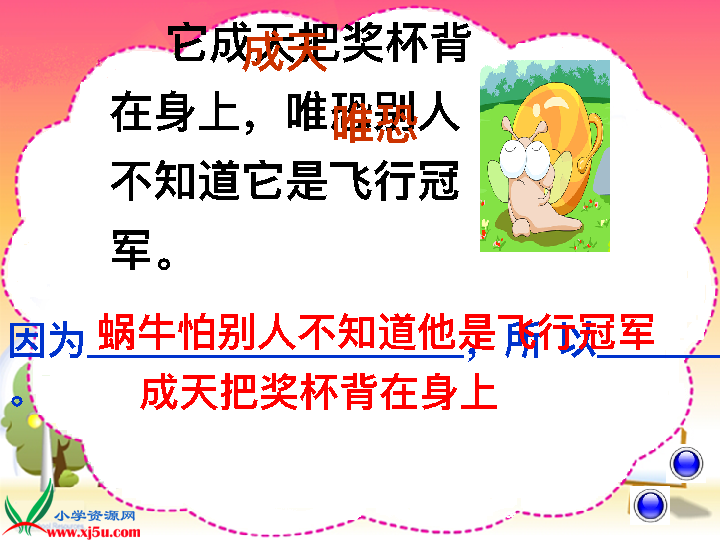 它成天把奖杯背
成天
在身上，唯恐别人
唯恐
不知道它是飞行冠
军。
因为，所以
蜗牛怕别人不知道他是飞行冠军
。
成天把奖杯背在身上
小学资源网
www.xj5u.com